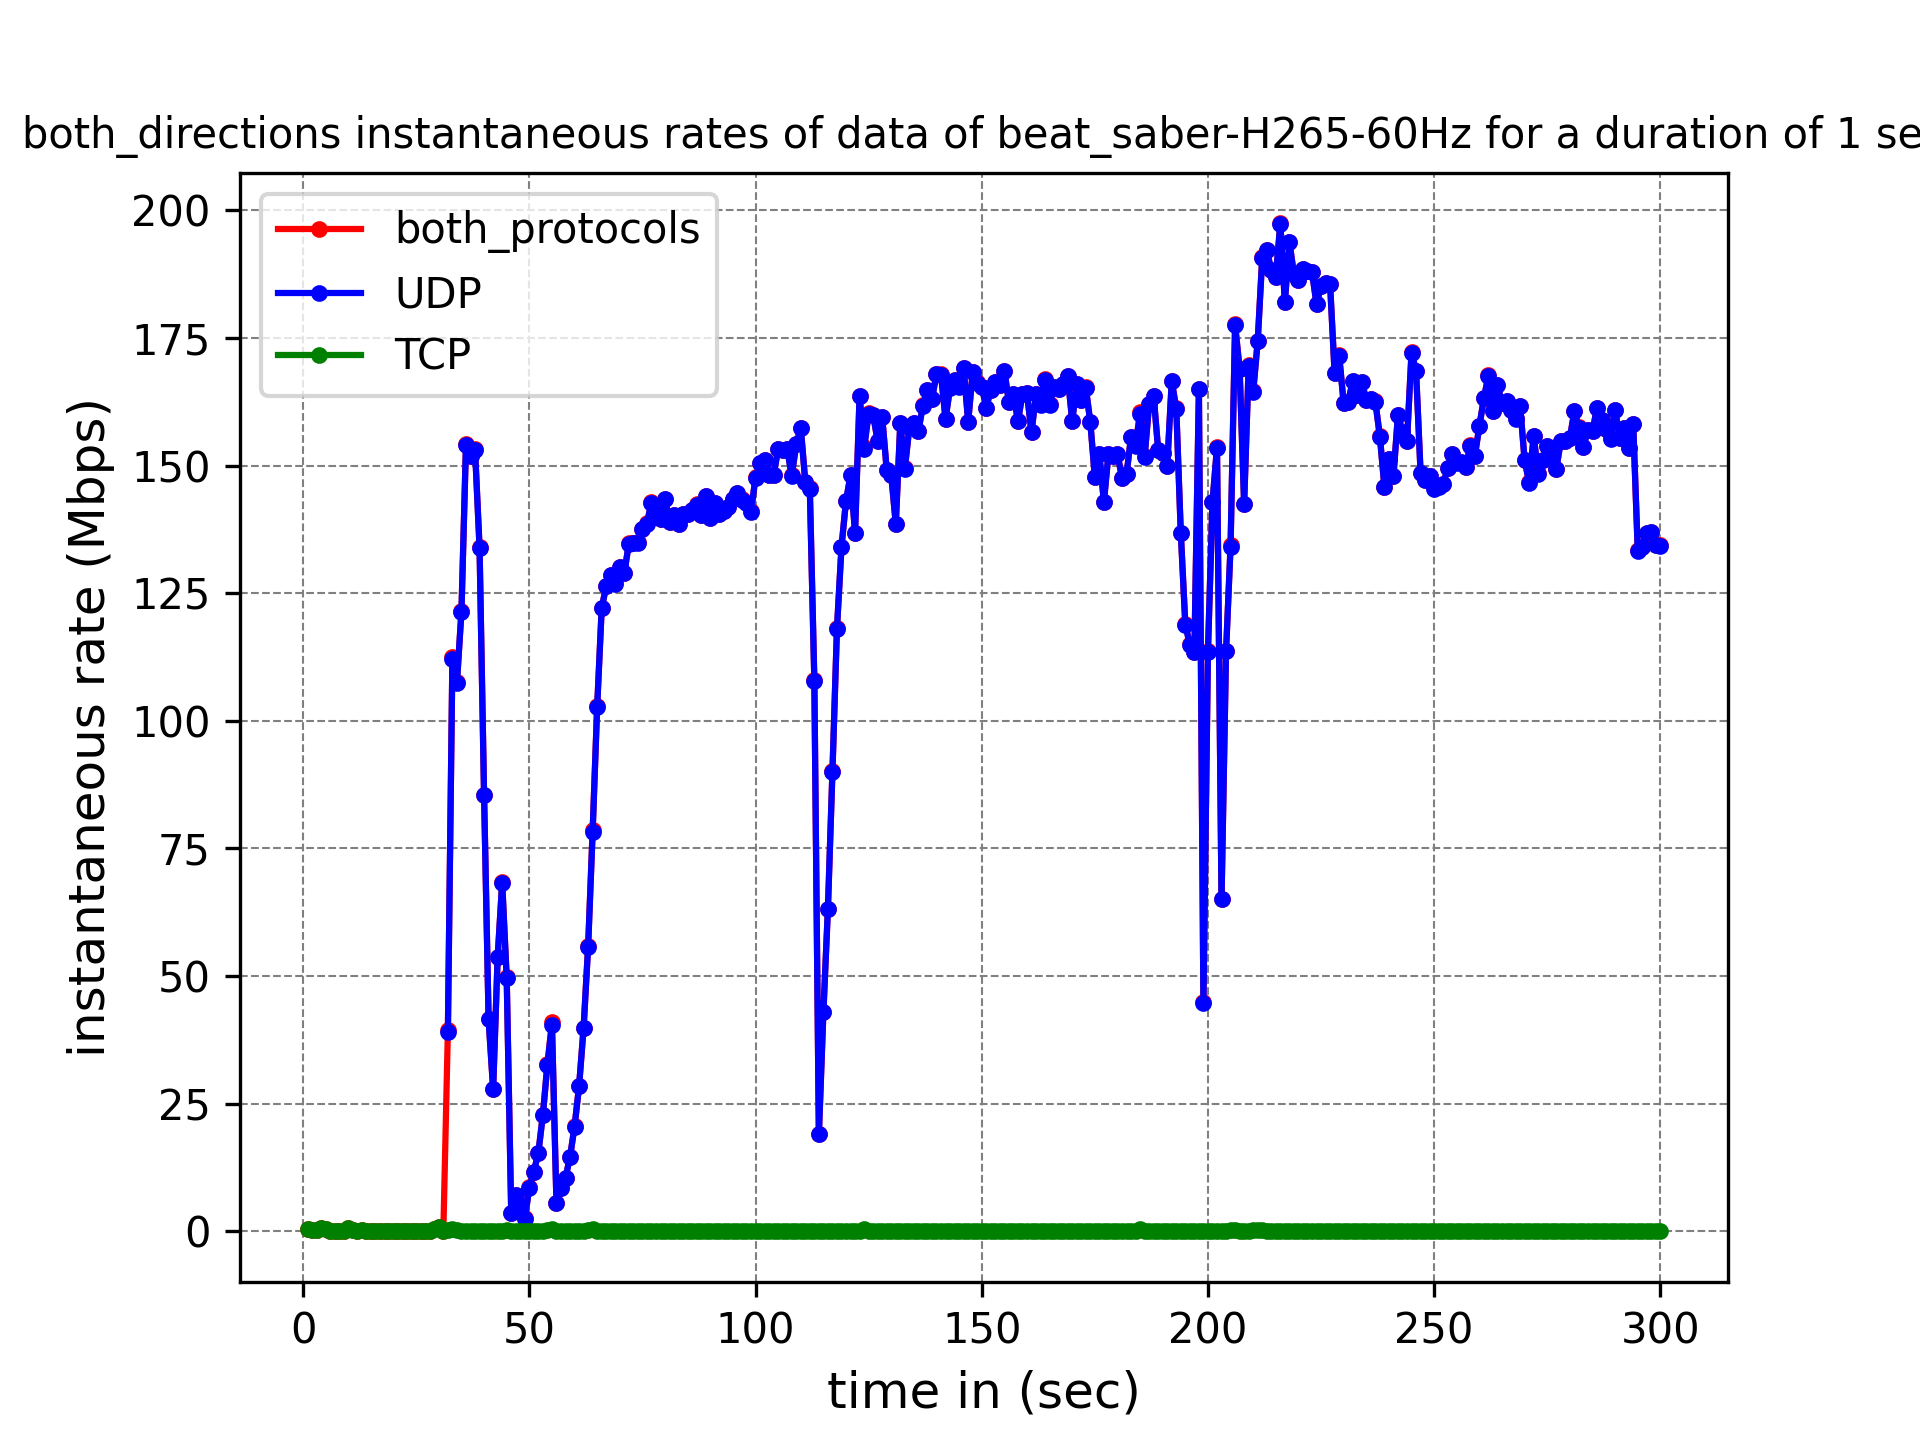 both_directions instantaneous rates of data of beat_saber-H265-60Hz for a duration of 1 se
both_protocols
UDP
TCP
200
175
150
125
100
75
50
25
0
instantaneous rate (Mbps)
0 50 100 150 200 250 300
time in (sec)